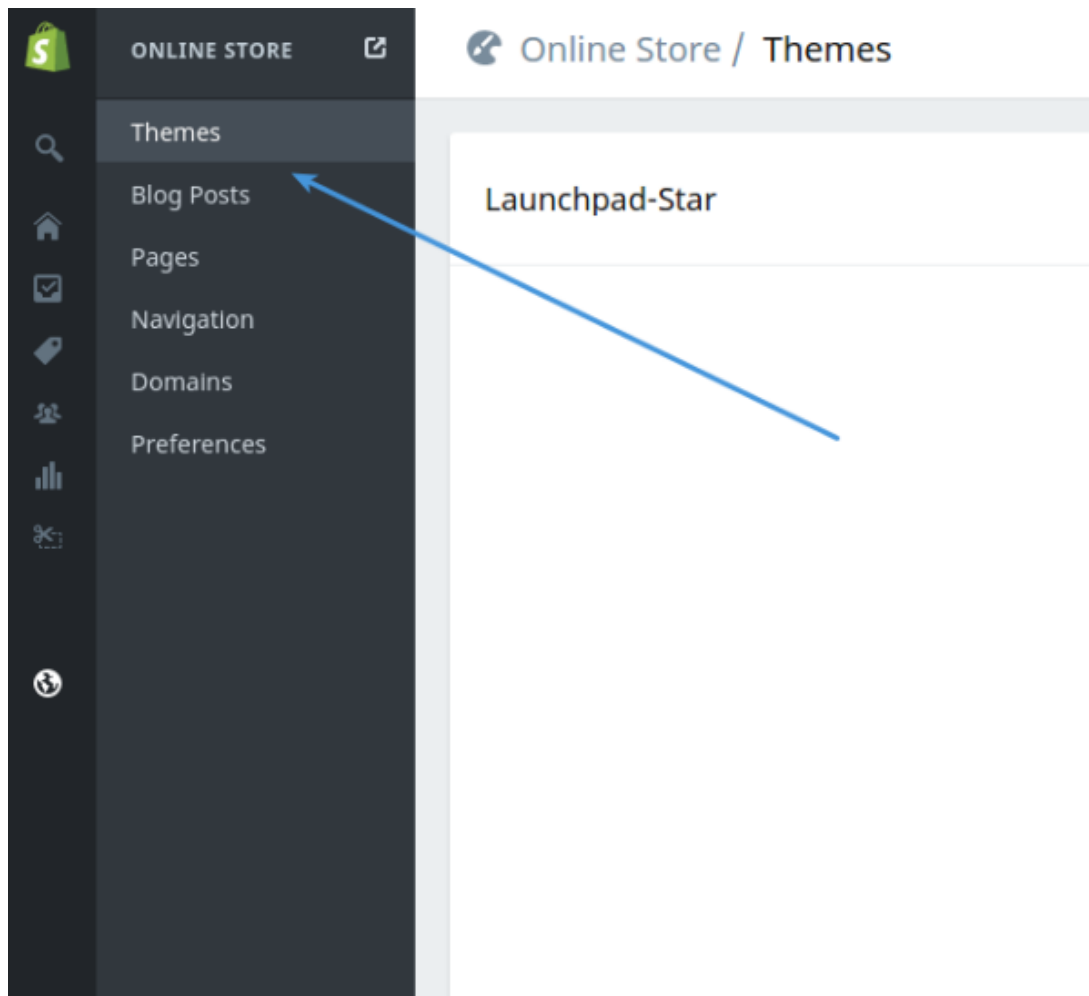 ONLINE STORE
Online Store / Themes
Themes
Blog Posts
Pages
Navigation
Domains
Preferences
Launchpad-Star